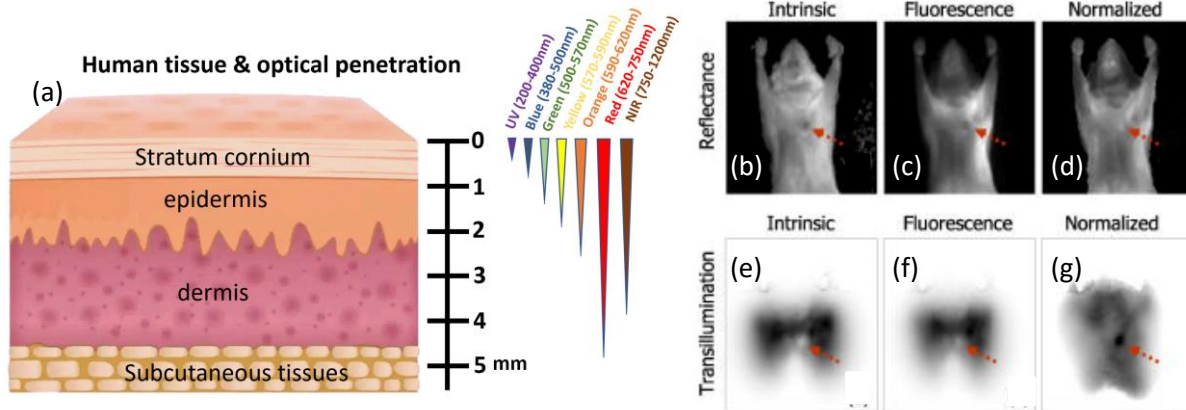 Human tissue & optical penetration
(a)
Stratum cornium
epidermis
dermis
Subcutaneous tissues
0
1
2
3
4
5 mm
UV (200-400nm)
Blue (380-500nm)
Green (500-570nm)
Yellow (570-590nm)
Orange (590-620nm)
Red (620-750nm)
NIR (750-1200nm)
Intrinsic Fluorescence Normalized
Reflectance
(b) (c) (d)
Intrinsic Fluorescence Normalized
Transillumination
(e) (f) (g)